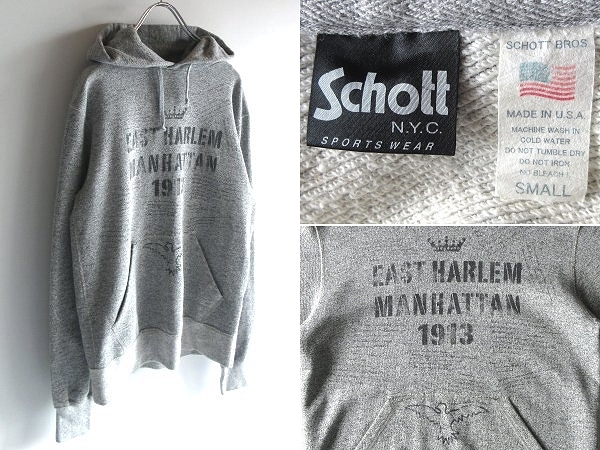 EAST HARLEM
MANHATTAN
1913
Schott
N.Y.C.
SPORTS WEAR
SCHOTT BROS
MADE IN U.S.A.
MACHINE WASH IN
COLD WATER
DO NOT TUMBLE DRY
DO NOT IRON
NO BLEACH
SMALL
EAST HARLEM
MANHATTAN
1913